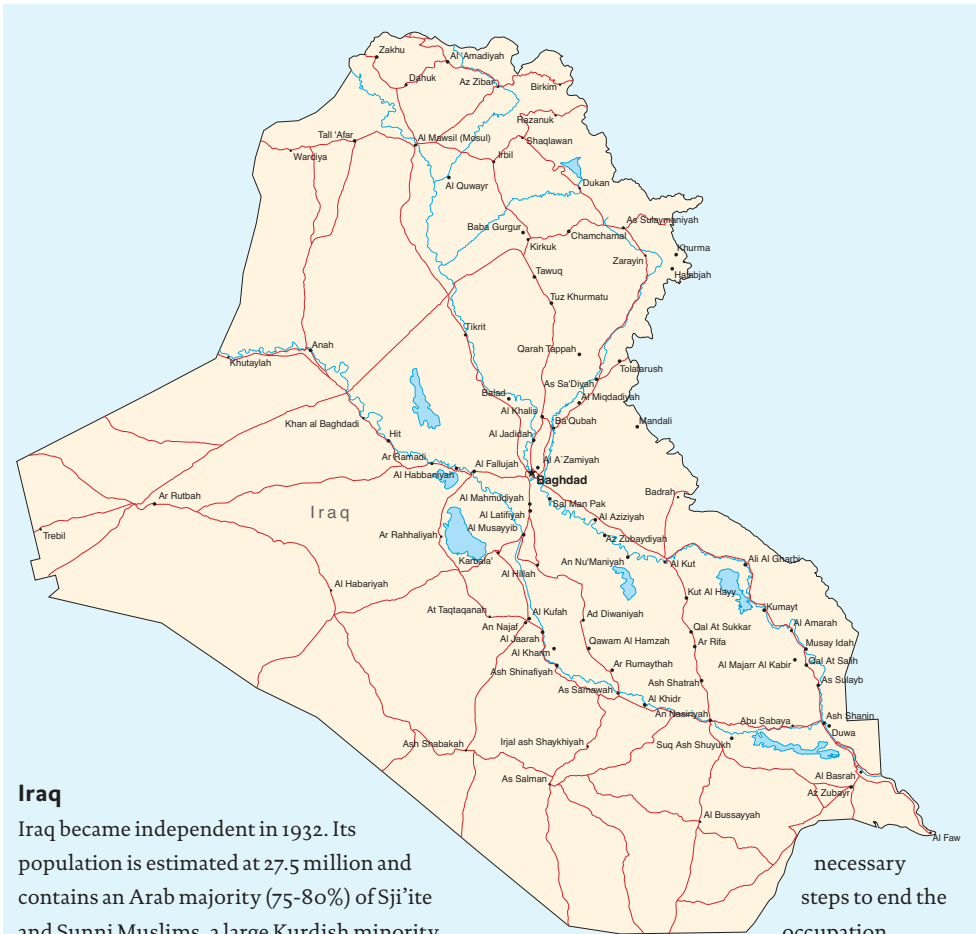 Zakhu
Al 'Amadiyah
Dahuk
Az Zibar
Birkim
Razanuk
Tall 'Afar
Al Mawsil (Mosul)
Shaqlawan
Wardiya
Irbil
Al Quwayr
Dukan
As Sulaymaniyah
Baba Gurgur
Chamchamal
Kirkuk
Khurma
Zarayin
Halabjah
Tawuq
Tuz Khurmatu
Tikrit
Anah
Qarah Tappah
Khutaylah
Tolafarush
As Sa'Diyah
Balad
Al Miqdadiyah
Al Khalis
Khan al Baghdadi
Ba'Qubah
Mandali
Hit
Al Jadidah
Ar Ramadi
Al Fallujah
Al A`Zamiyah
Al Habbaniyah
Baghdad
Ar Rutbah
Al Mahmudiyah
Sal Man Pak
Badrah
Iraq
Al Latifiyah
Al Aziziyah
Trebil
Ar Rahhaliyah
Al Musayyib
Az Zubaydiyah
Karbala'
An Nu'Maniyah
Al Kut
Ali Al Gharbi
Al Hillah
Al Habariyah
Kut Al Hayy
Kumayt
At Taqtaqanah
Al Kufah
Ad Diwaniyah
An Najaf
Qal At Sukkar
Al Amarah
Al Jaarah
Qawam Al Hamzah
Ar Rifa
Musay Idah
Al Kharm
Al Majarr Al Kabir
Qal At Salih
Ash Shinafiyah
Ar Rumaythah
Ash Shatrah
As Sulayb
As Samawah
Al Khidr
An Nasiriyah
Abu Sabaya
Ash Shanin
Duwa
Ash Shabakah
Irjal ash Shaykhiyah
Suq Ash Shuyukh
As Salman
Al Basrah
Az Zubayr
Al Bussayyah
Al Faw
Iraq
Iraq became independent in 1932. Its
population is estimated at 27.5 million and
contains an Arab majority (75-80%) of Sji'ite
and Sunni Muslims, a large Kurdish minority
necessary
steps to end the
occupation